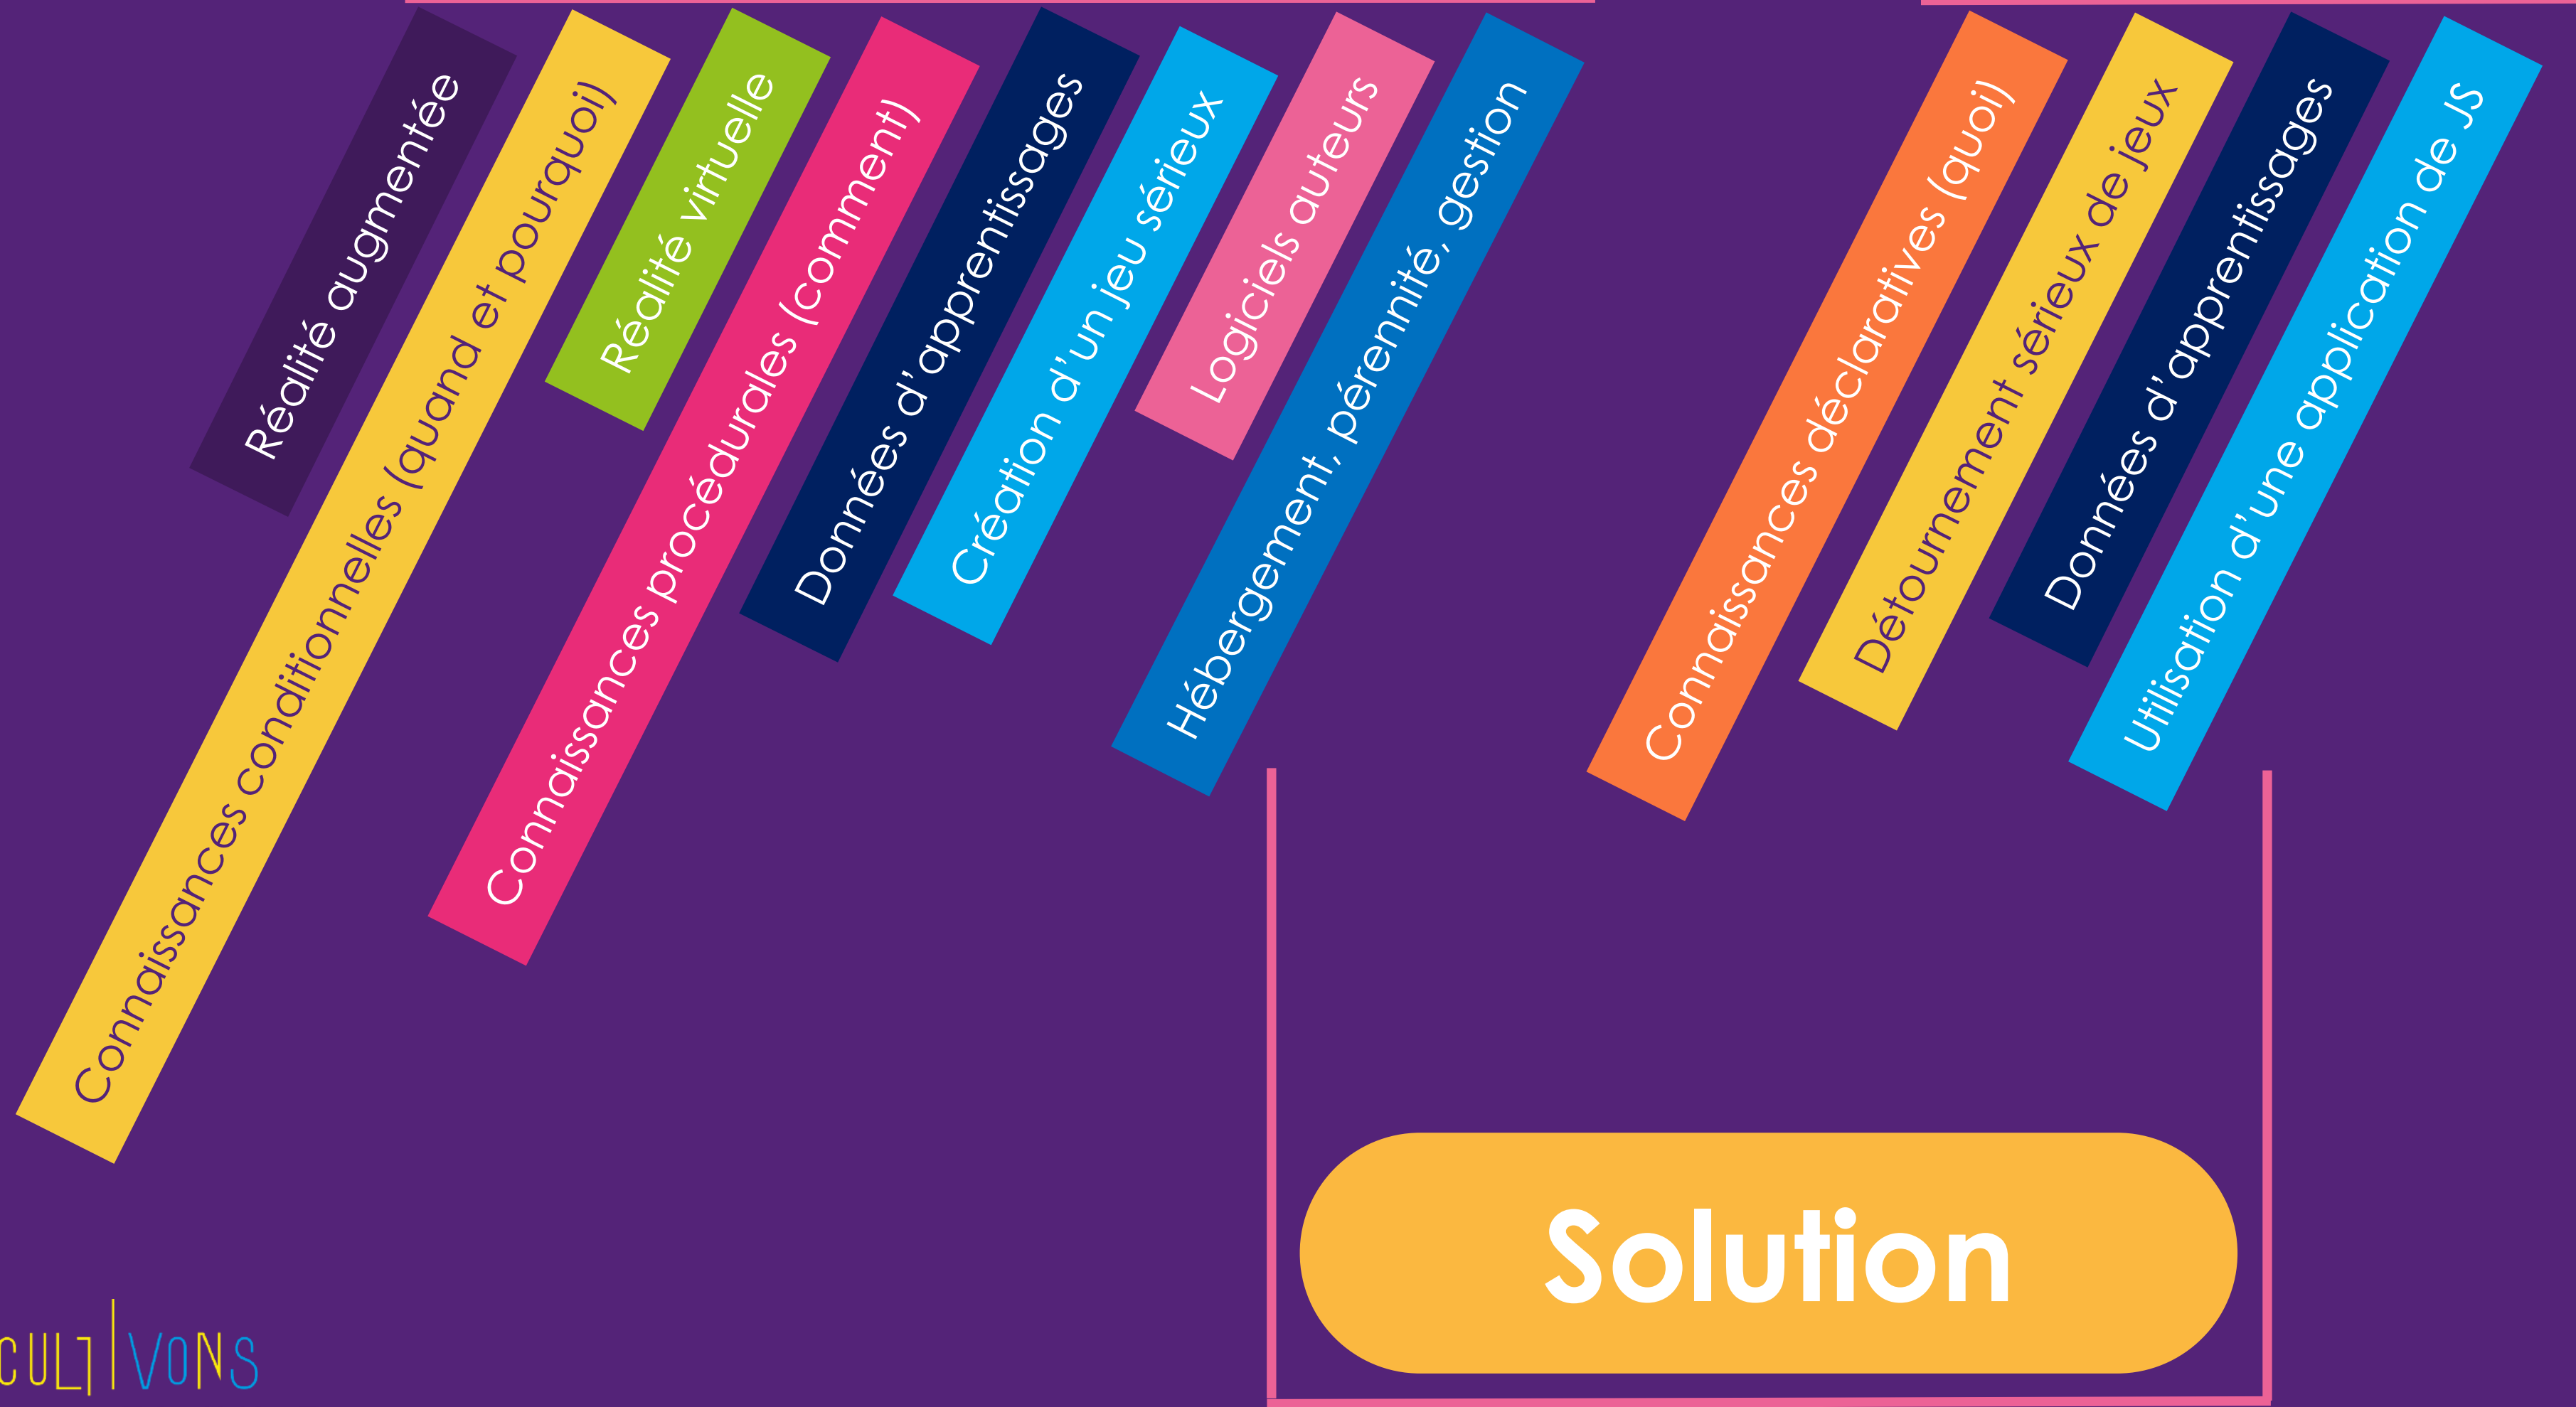 Réalité augmentée
Connaissances conditionnelles (quand et pourquoi)
Réalité virtuelle
Connaissances procédurales (comment)
Données d'apprentissages
Création d'un jeu sérieux
Logiciels auteurs
Hébergement, pérennité, gestion
Connaissances déclaratives (quoi)
Détournement sérieux de jeux
Données d'apprentissages
Utilisation d'une application de JS
Solution
CULTIVONS